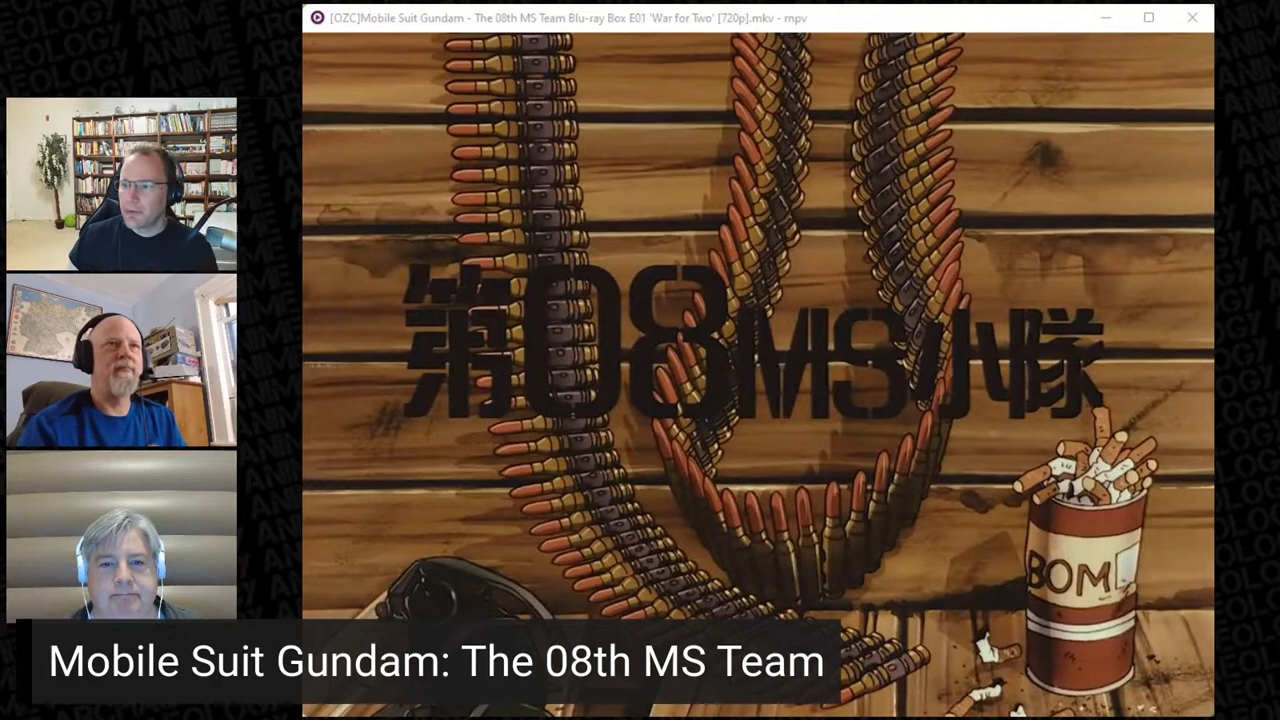 [OZC]Mobile Suit Gundam - The 08th MS Team Blu-ray Box E01 'War for Two' [720p].mkv - mpv
第08MS小隊
BOM
Mobile Suit Gundam: The 08th MS Team